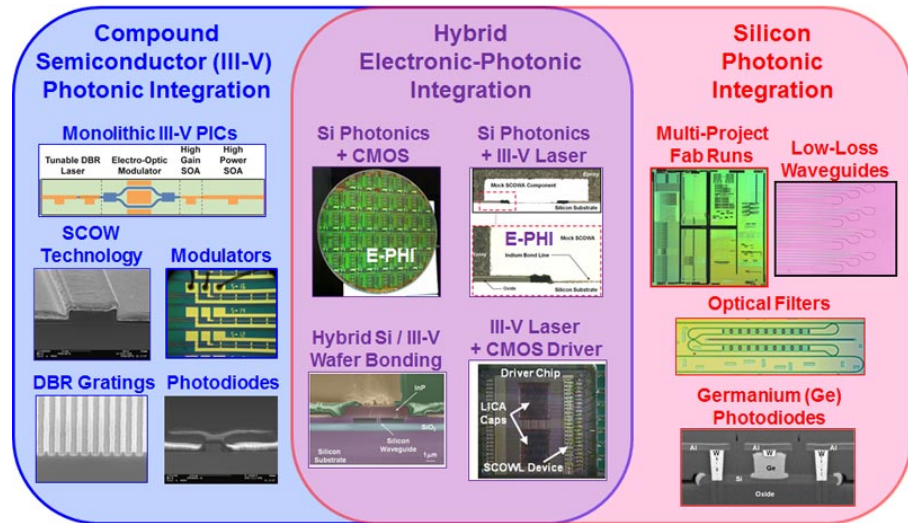 Compound
Semiconductor (III-V)
Photonic Integration
Monolithic III-V PICs
Tunable DBR
Laser
Electro-Optic
Modulator
High
Gain
SOA
High
Power
SOA
SCOW
Technology
Modulators
DBR Gratings
Photodiodes
Hybrid
Electronic-Photonic
Integration
Si Photonics
+ CMOS
E-PHI
Si Photonics
+ III-V Laser
Epoxy
Mock SCOWA Component
Silicon Substrate
E-PHI
Mock SCOWA
Epoxy
Indium Bond Line
Oxide
Silicon Substrate
Hybrid Si / III-V
Wafer Bonding
InP
SiO₂
Silicon
Waveguide
Silicon
Substrate
1µm
III-V Laser
+ CMOS Driver
Driver Chip
LICA
Caps
SCOWL Device
Silicon
Photonic
Integration
Multi-Project
Fab Runs
Low-Loss
Waveguides
Optical Filters
Germanium (Ge)
Photodiodes
Al
Al
Al
W
W
W
Ge
Si
Oxide